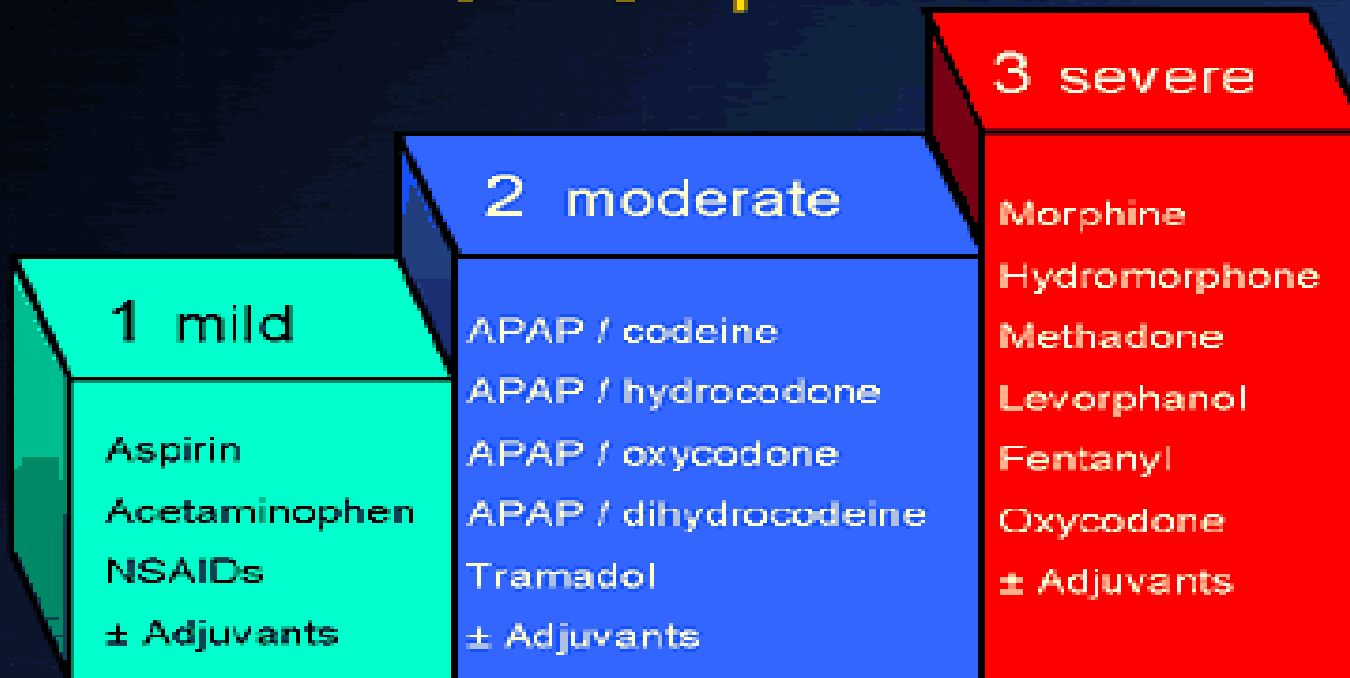 1 mild
Aspirin
Acetaminophen
NSAIDs
± Adjuvants
2 moderate
APAP / codeine
APAP / hydrocodone
APAP / oxycodone
APAP / dihydrocodeine
Tramadol
± Adjuvants
3 severe
Morphine
Hydromorphone
Methadone
Levorphanol
Fentanyl
Oxycodone
± Adjuvants